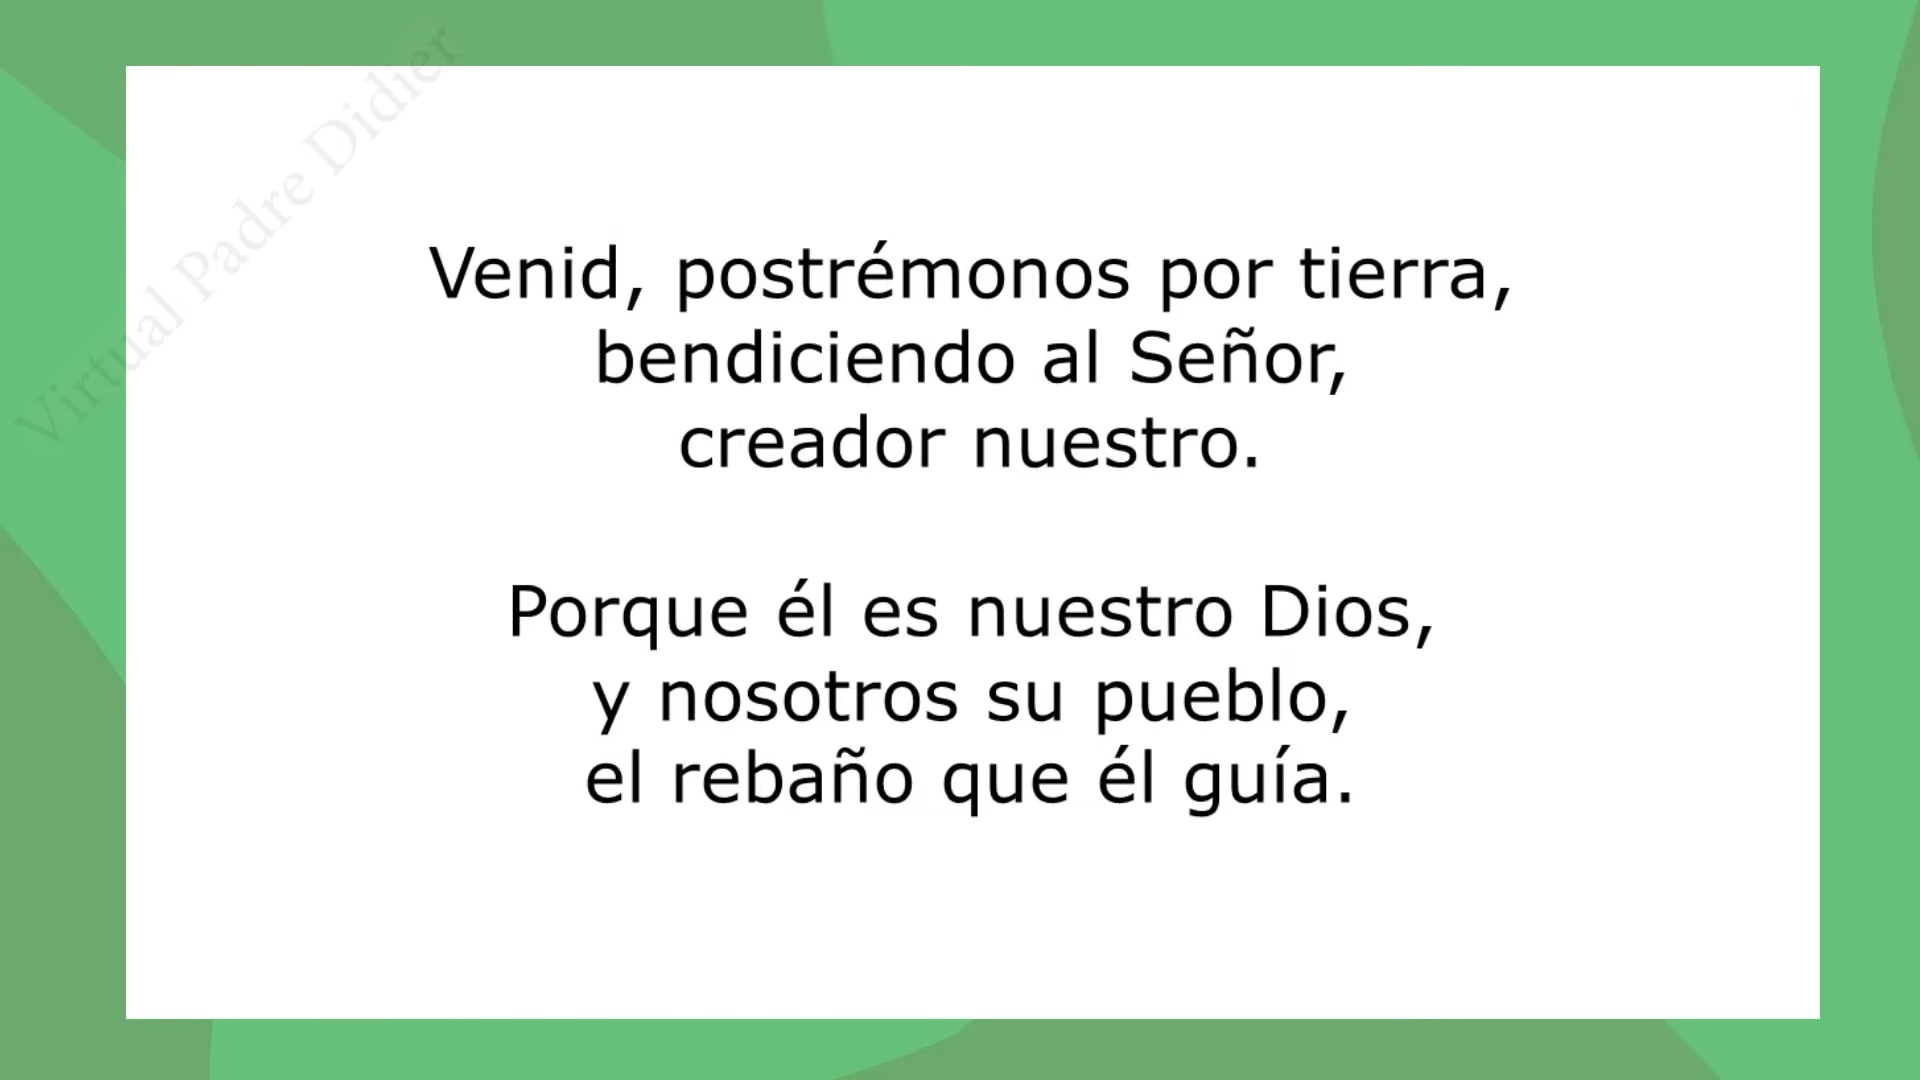 Virtual Padre Didier
Venid, postrémonos por tierra,
bendiciendo al Señor,
creador nuestro.
Porque él es nuestro Dios,
y nosotros su pueblo,
el rebaño que él guía.